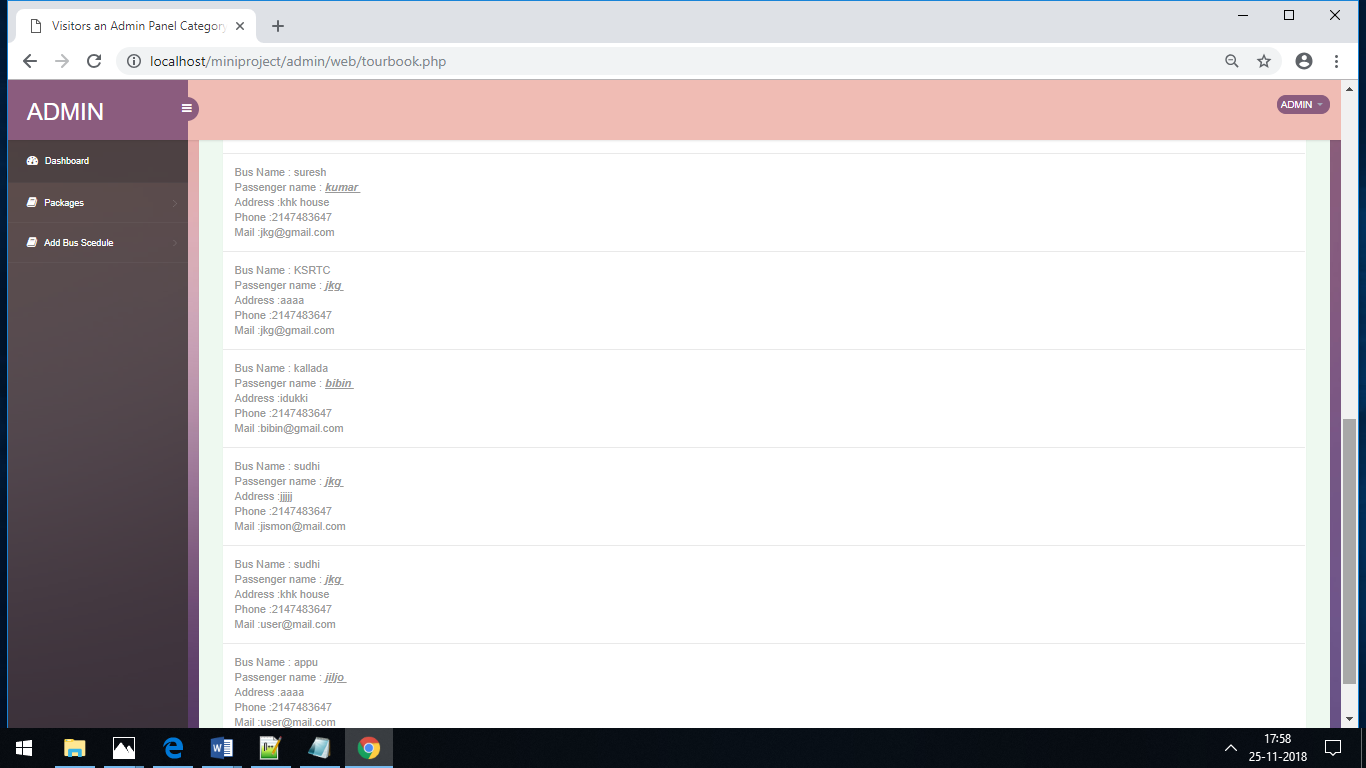 Visitors an Admin Panel Category
localhost/miniproject/admin/web/tourbook.php
ADMIN
ADMIN
Dashboard
Packages
Add Bus Scedule
Bus Name : suresh
Passenger name : kumar
Address :khk house
Phone :2147483647
Mail :jkg@gmail.com
Bus Name : KSRTC
Passenger name : jkg
Address :aaaa
Phone :2147483647
Mail :jkg@gmail.com
Bus Name : kallada
Passenger name : bibin
Address :idukki
Phone :2147483647
Mail :bibin@gmail.com
Bus Name : sudhi
Passenger name : jkg
Address :jjjjj
Phone :2147483647
Mail :jismon@mail.com
Bus Name : sudhi
Passenger name : jkg
Address :khk house
Phone :2147483647
Mail :user@mail.com
Bus Name : appu
Passenger name : jiljo
Address :aaaa
Phone :2147483647
Mail :user@mail.com
17:58
25-11-2018